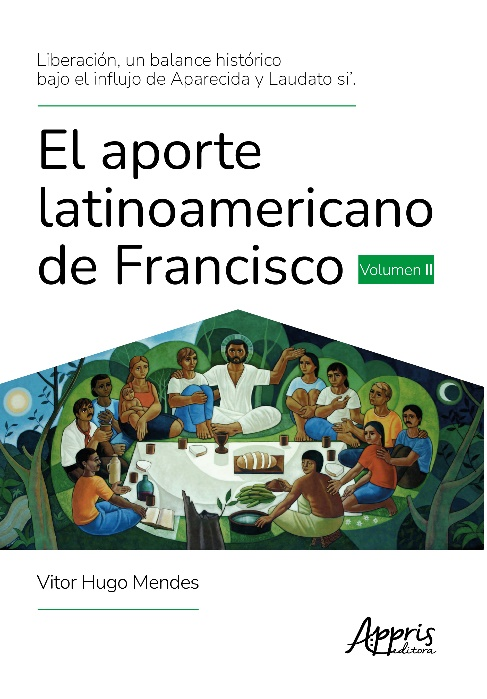 Liberación, un balance histórico
bajo el influjo de Aparecida y Laudato si’.
El aporte
latinoamericano
de Francisco
Volumen II
Vitor Hugo Mendes
Appris
editora